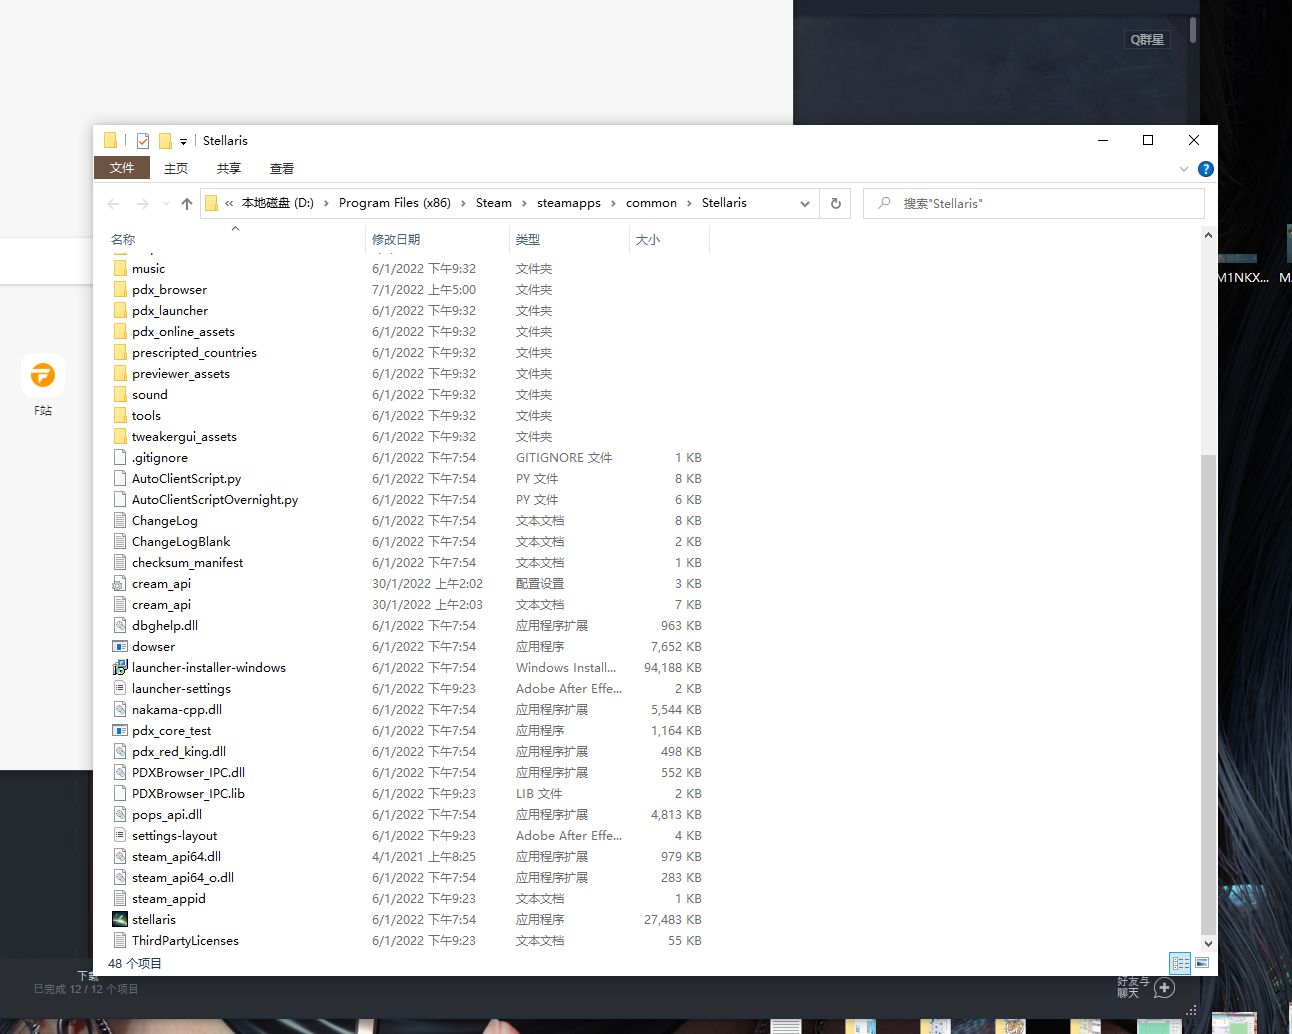 Q群星
Stellaris
文件 主页 共享 查看
« 本地磁盘 (D:) › Program Files (x86) › Steam › steamapps › common › Stellaris
搜索"Stellaris"
名称 修改日期 类型 大小
music 6/1/2022 下午9:32 文件夹
pdx_browser 7/1/2022 上午5:00 文件夹
pdx_launcher 6/1/2022 下午9:32 文件夹
pdx_online_assets 6/1/2022 下午9:32 文件夹
prescripted_countries 6/1/2022 下午9:32 文件夹
previewer_assets 6/1/2022 下午9:32 文件夹
sound 6/1/2022 下午9:32 文件夹
tools 6/1/2022 下午9:32 文件夹
tweakergui_assets 6/1/2022 下午9:32 文件夹
.gitignore 6/1/2022 下午7:54 GITIGNORE 文件 1 KB
AutoClientScript.py 6/1/2022 下午7:54 PY 文件 8 KB
AutoClientScriptOvernight.py 6/1/2022 下午7:54 PY 文件 6 KB
ChangeLog 6/1/2022 下午7:54 文本文档 8 KB
ChangeLogBlank 6/1/2022 下午7:54 文本文档 2 KB
checksum_manifest 6/1/2022 下午7:54 文本文档 1 KB
cream_api 30/1/2022 上午2:02 配置设置 3 KB
cream_api 30/1/2022 上午2:03 文本文档 7 KB
dbghelp.dll 6/1/2022 下午7:54 应用程序扩展 963 KB
dowser 6/1/2022 下午7:54 应用程序 7,652 KB
launcher-installer-windows 6/1/2022 下午7:54 Windows Install... 94,188 KB
launcher-settings 6/1/2022 下午9:23 Adobe After Effe... 2 KB
nakama-cpp.dll 6/1/2022 下午7:54 应用程序扩展 5,544 KB
pdx_core_test 6/1/2022 下午7:54 应用程序 1,164 KB
pdx_red_king.dll 6/1/2022 下午7:54 应用程序扩展 498 KB
PDXBrowser_IPC.dll 6/1/2022 下午7:54 应用程序扩展 552 KB
PDXBrowser_IPC.lib 6/1/2022 下午9:23 LIB 文件 2 KB
pops_api.dll 6/1/2022 下午7:54 应用程序扩展 4,813 KB
settings-layout 6/1/2022 下午9:23 Adobe After Effe... 4 KB
steam_api64.dll 4/1/2021 上午8:25 应用程序扩展 979 KB
steam_api64_o.dll 6/1/2022 下午7:54 应用程序扩展 283 KB
steam_appid 6/1/2022 下午9:23 文本文档 1 KB
stellaris 6/1/2022 下午7:54 应用程序 27,483 KB
ThirdPartyLicenses 6/1/2022 下午9:23 文本文档 55 KB
48 个项目
F站
M1NKX...
下载
已完成 12 / 12 个项目
好友与
聊天